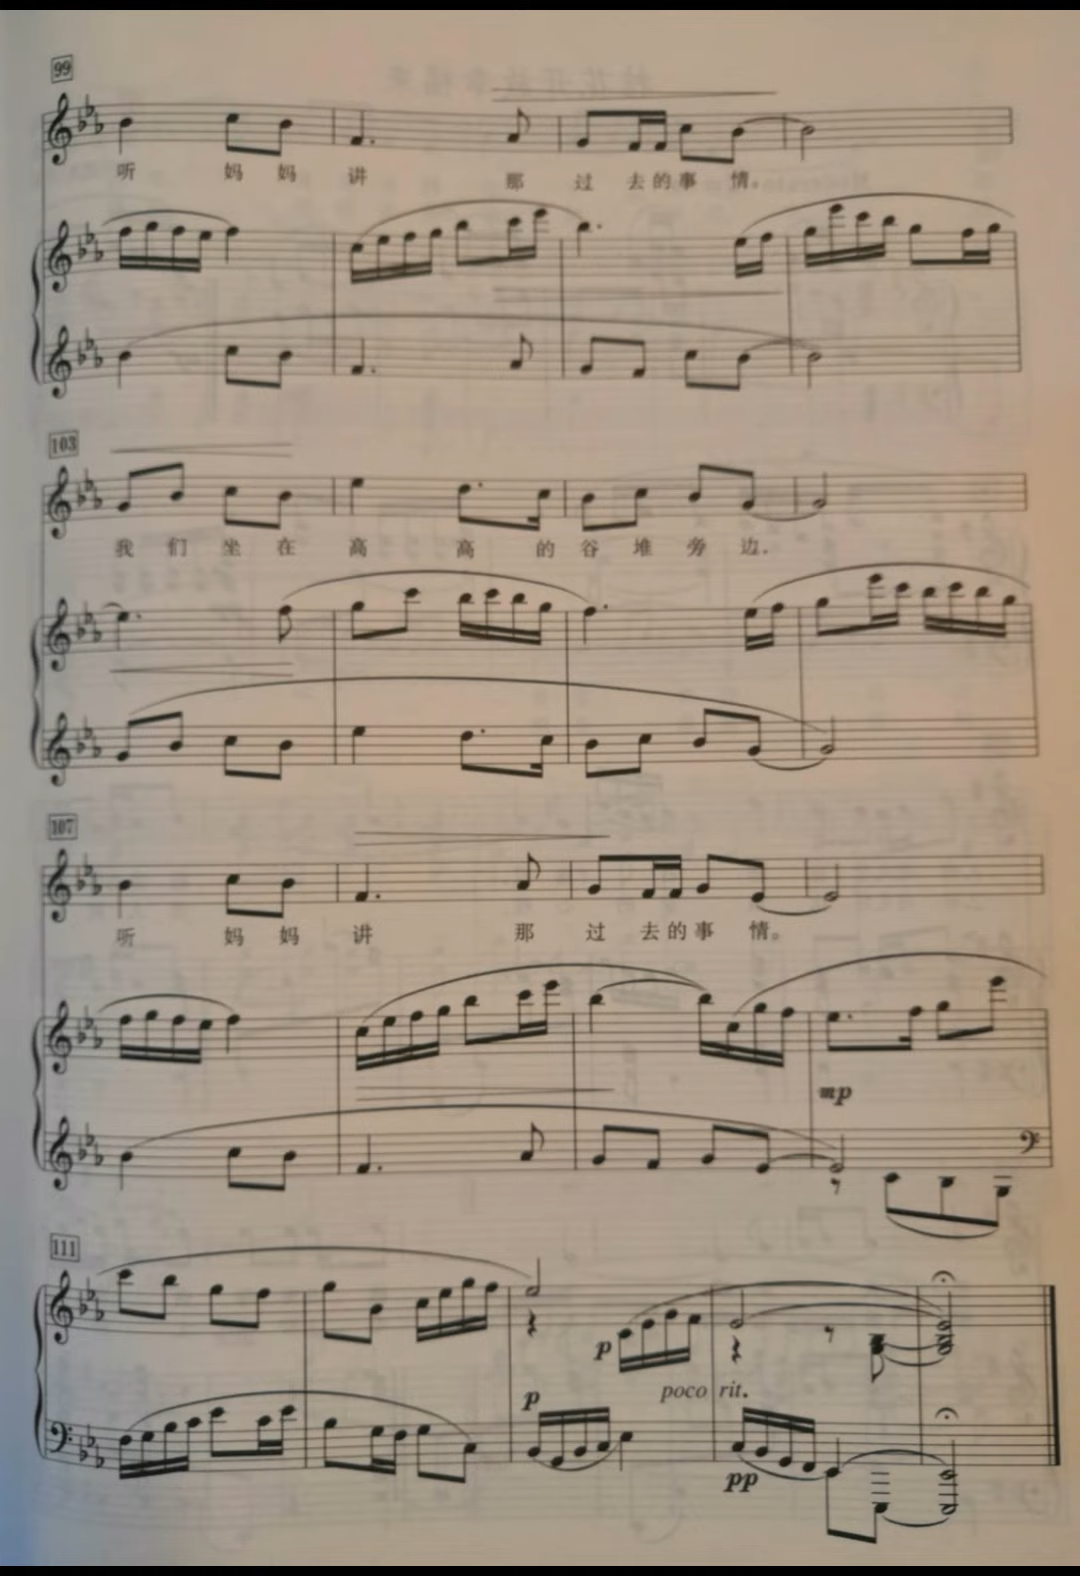 99
听 妈 妈 讲 那 过 去 的 事 情。
103
我 们 坐 在 高 高 的 谷 堆 旁 边,
107
听 妈 妈 讲 那 过 去 的 事 情。
mp
111
p
p poco rit.
pp